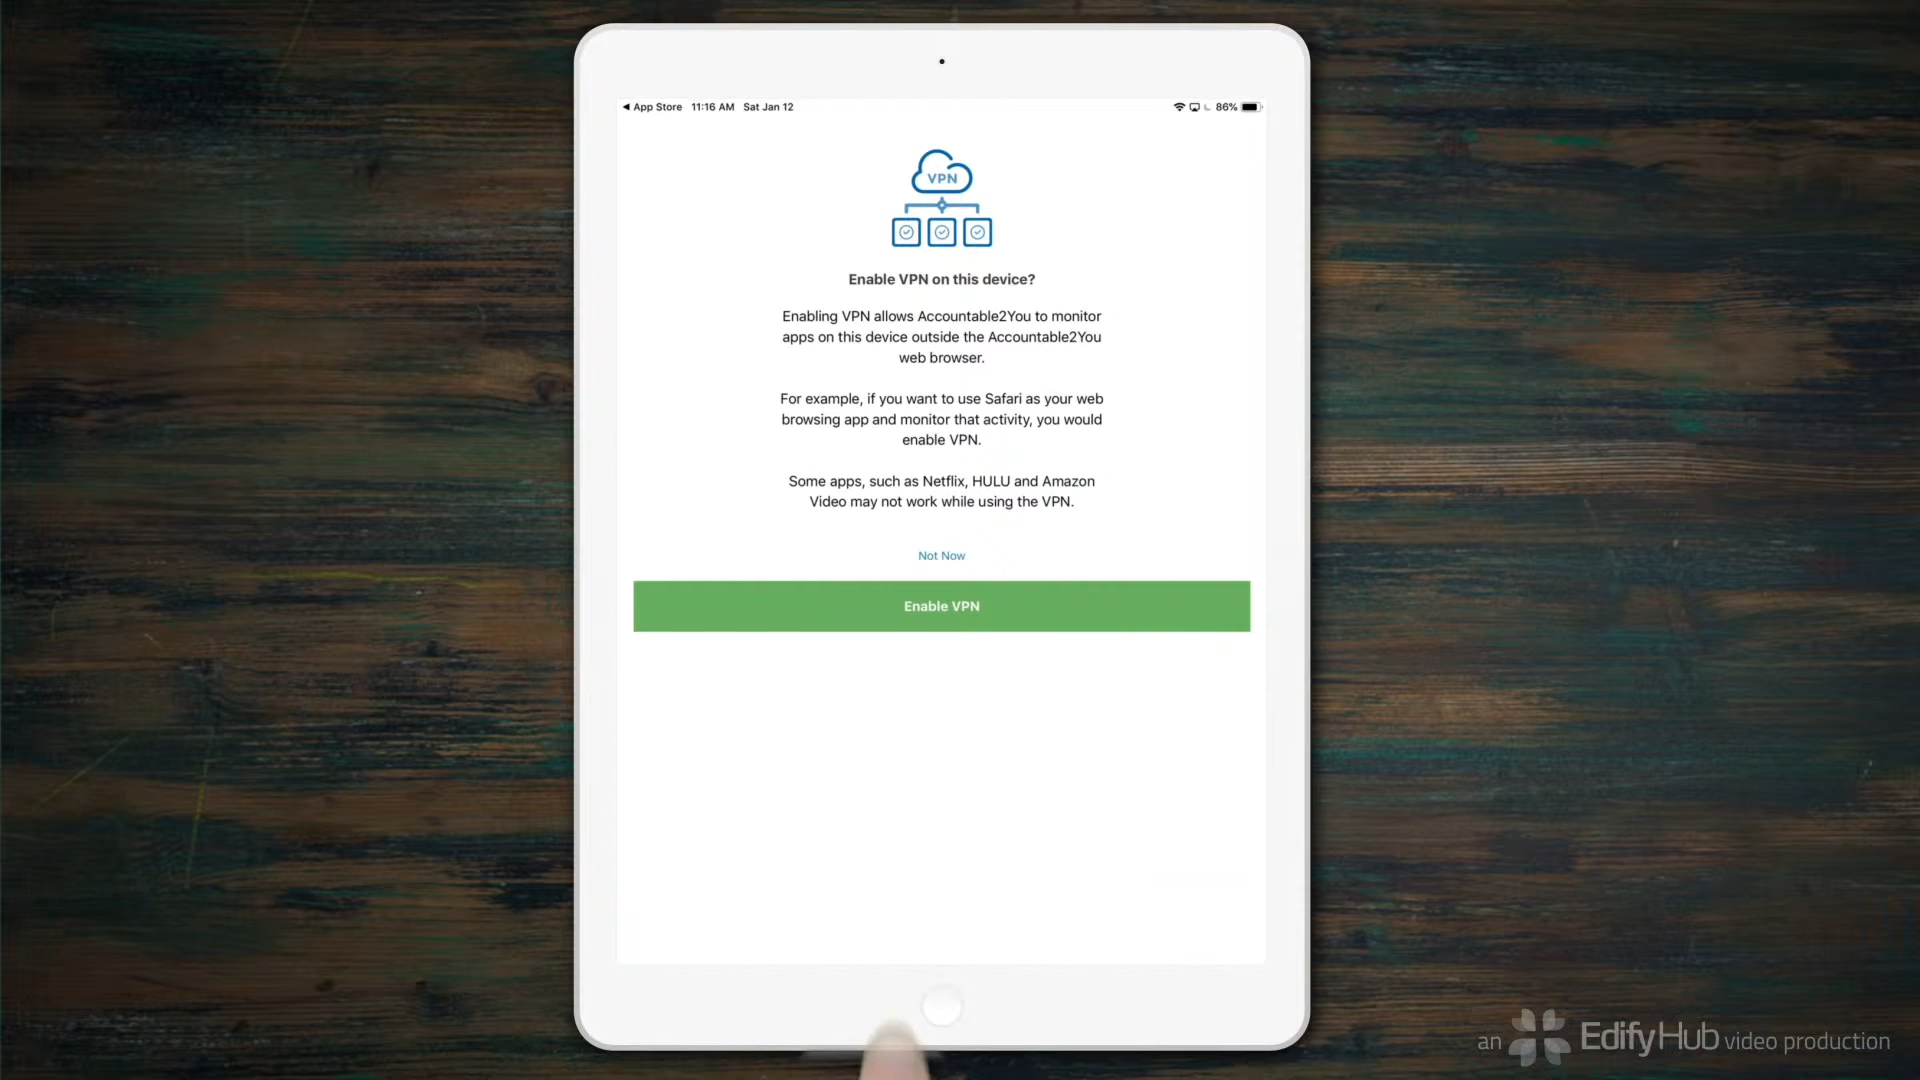 ◀ App Store 11:16 AM Sat Jan 12 86%
VPN
Enable VPN on this device?
Enabling VPN allows Accountable2You to monitor
apps on this device outside the Accountable2You
web browser.
For example, if you want to use Safari as your web
browsing app and monitor that activity, you would
enable VPN.
Some apps, such as Netflix, HULU and Amazon
Video may not work while using the VPN.
Not Now
Enable VPN
an EdifyHub video production